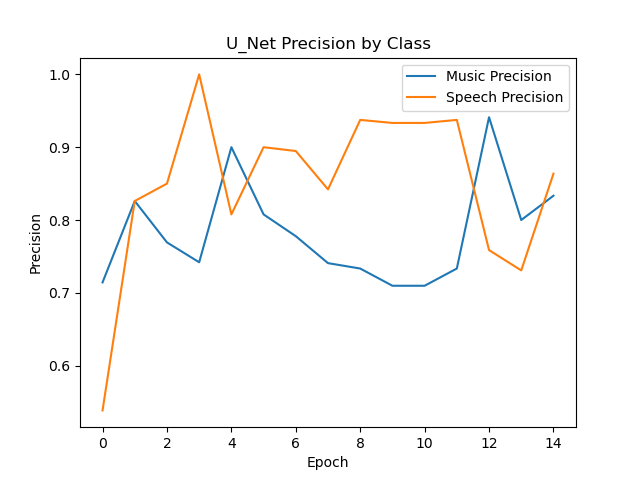 U_Net Precision by Class
Music Precision
Speech Precision
Precision
1.0
0.9
0.8
0.7
0.6
0 2 4 6 8 10 12 14
Epoch